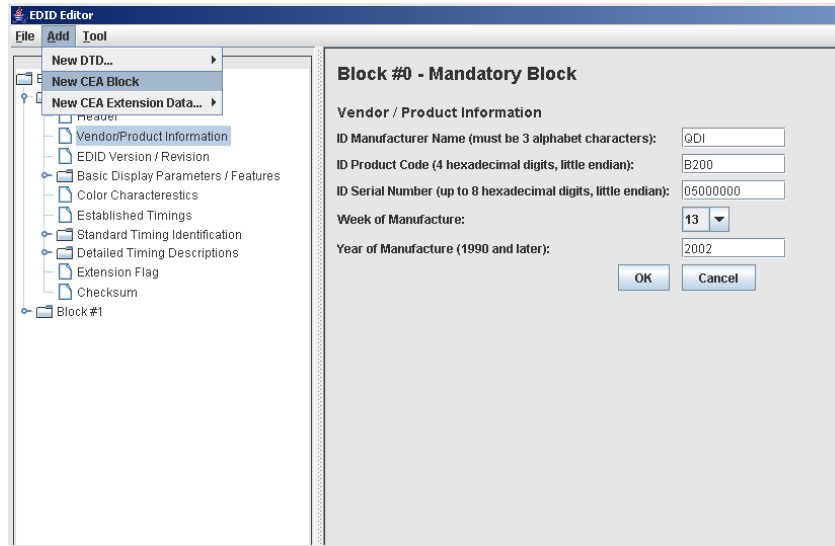 EDID Editor
File Add Tool
New DTD...
New CEA Block
New CEA Extension Data...
Header
Vendor/Product Information
EDID Version / Revision
Basic Display Parameters / Features
Color Characterestics
Established Timings
Standard Timing Identification
Detailed Timing Descriptions
Extension Flag
Checksum
Block #1
Block #0 - Mandatory Block
Vendor / Product Information
ID Manufacturer Name (must be 3 alphabet characters): QDI
ID Product Code (4 hexadecimal digits, little endian): B200
ID Serial Number (up to 8 hexadecimal digits, little endian): 05000000
Week of Manufacture: 13
Year of Manufacture (1990 and later): 2002
OK Cancel